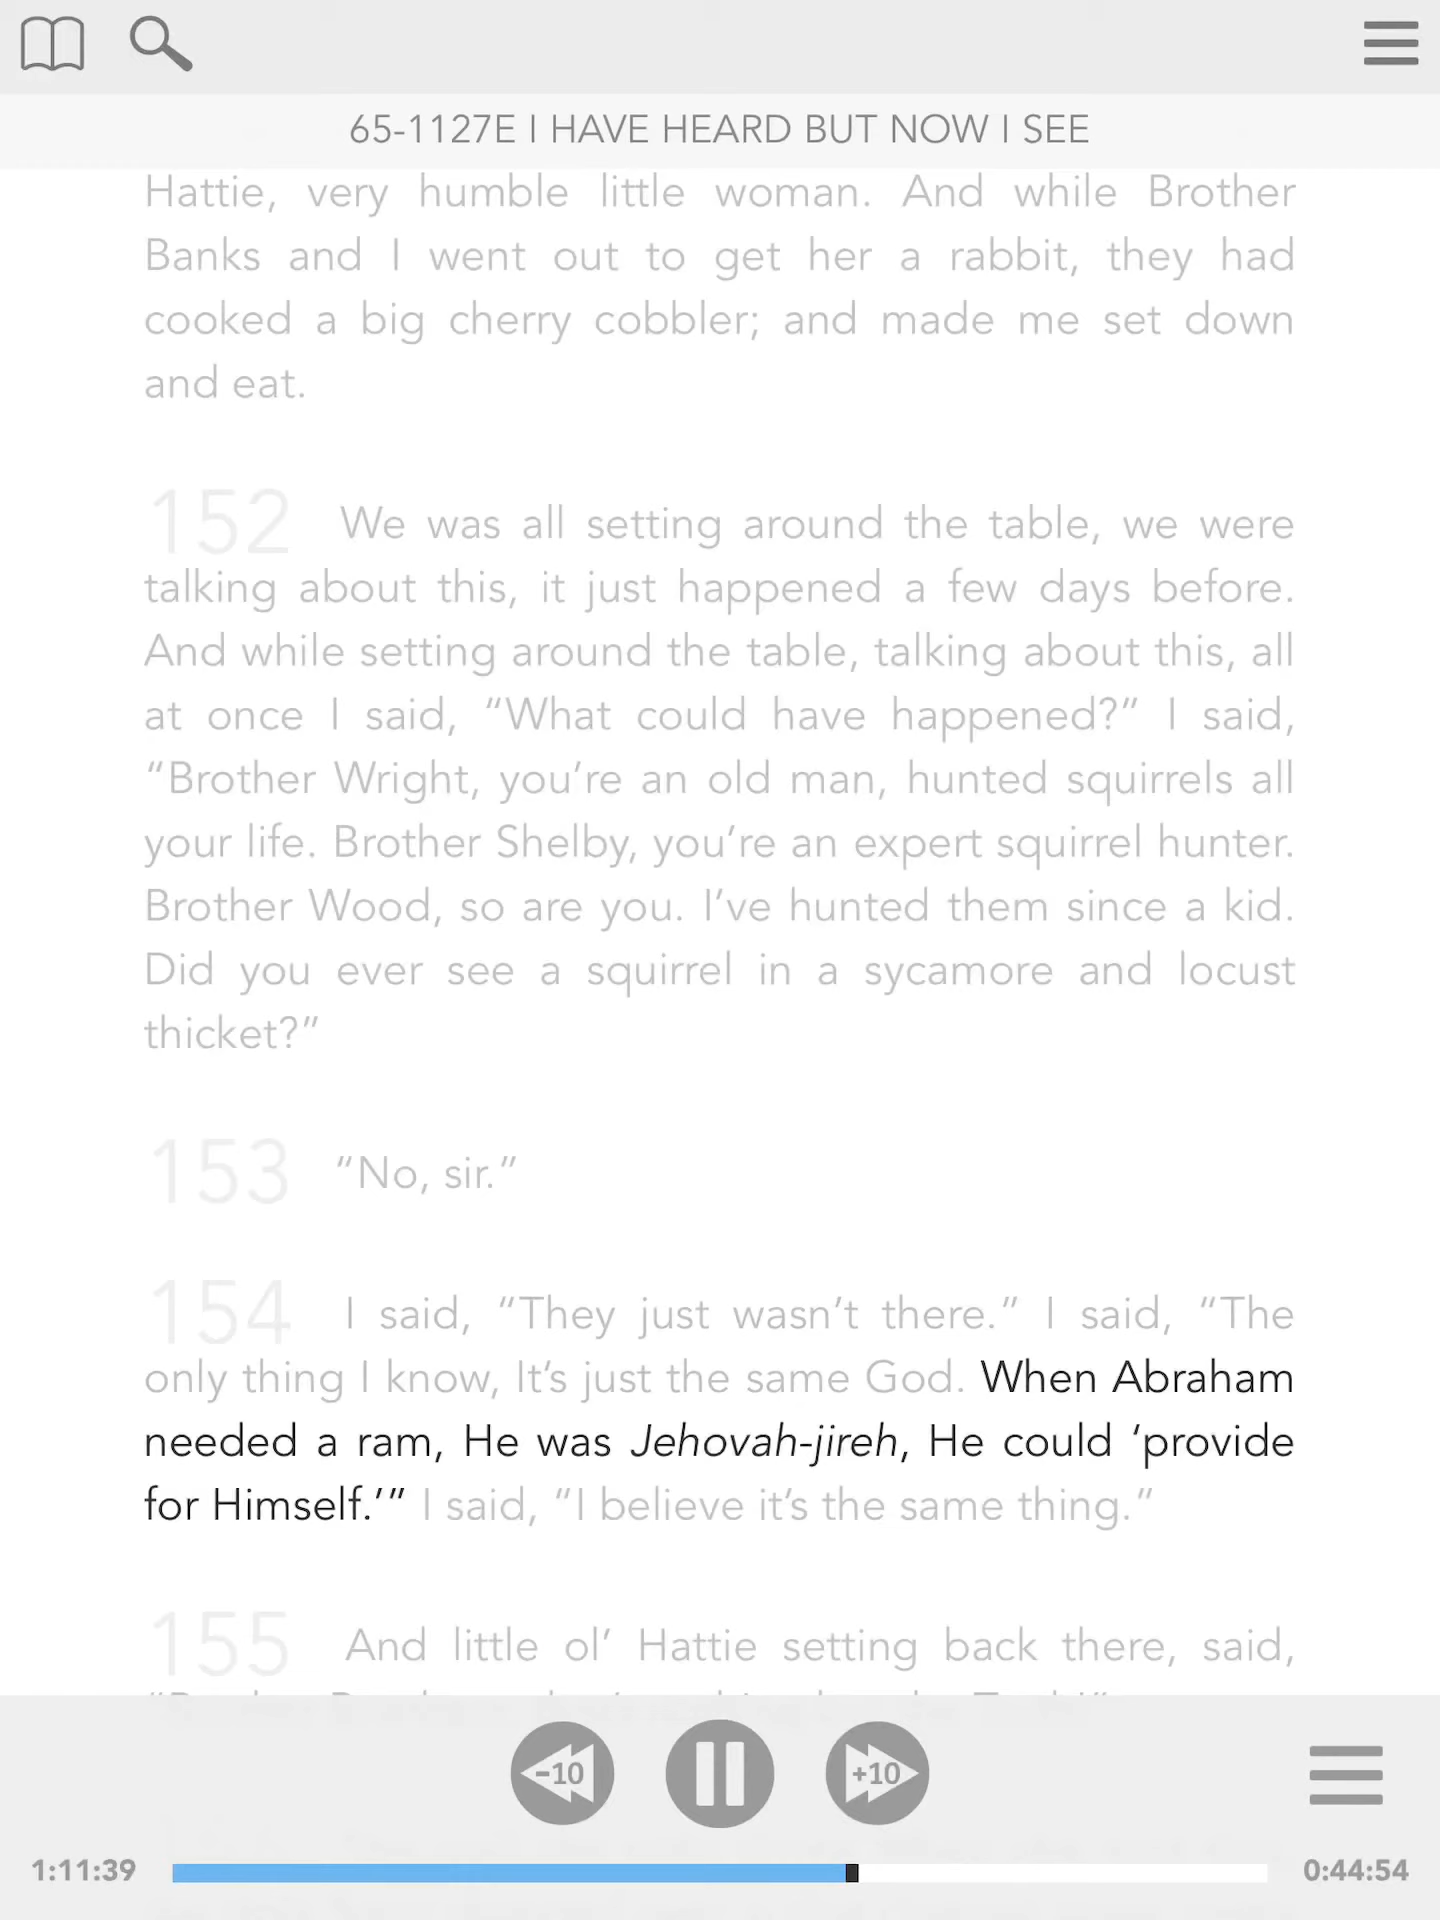 65-1127E I HAVE HEARD BUT NOW I SEE
Hattie, very humble little woman. And while Brother
Banks and I went out to get her a rabbit, they had
cooked a big cherry cobbler; and made me set down
and eat.
152 We was all setting around the table, we were
talking about this, it just happened a few days before.
And while setting around the table, talking about this, all
at once I said, “What could have happened?” I said,
“Brother Wright, you’re an old man, hunted squirrels all
your life. Brother Shelby, you’re an expert squirrel hunter.
Brother Wood, so are you. I’ve hunted them since a kid.
Did you ever see a squirrel in a sycamore and locust
thicket?”
153 “No, sir.”
154 I said, “They just wasn’t there.” I said, “The
only thing I know, It’s just the same God. When Abraham
needed a ram, He was Jehovah-jireh, He could ‘provide
for Himself.’” I said, “I believe it’s the same thing.”
155 And little ol’ Hattie setting back there, said,
-10 +10
1:11:39 0:44:54